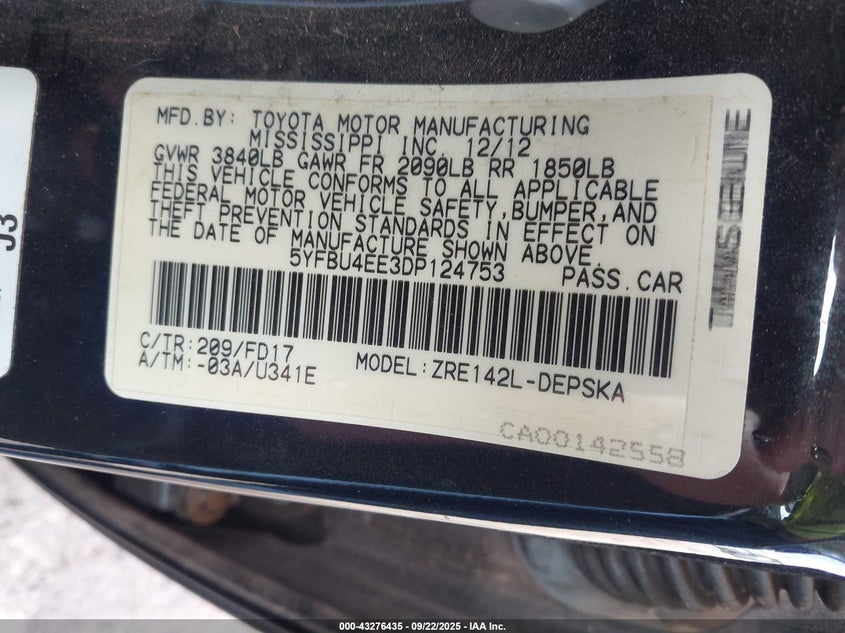 MFD.BY: TOYOTA MOTOR MANUFACTURING
MISSISSIPPI INC. 12/12
GVWR 3840LB GAWR FR 2090LB RR 1850LB
THIS VEHICLE CONFORMS TO ALL APPLICABLE
FEDERAL MOTOR VEHICLE SAFETY,BUMPER,AND
THEFT PREVENTION STANDARDS IN EFFECT ON
THE DATE OF MANUFACTURE SHOWN ABOVE.
5YFBU4EE3DP124753 PASS.CAR
C/TR:209/FD17
A/TM:-03A/U341E MODEL:ZRE142L-DEPSKA
CA00142558
J3
000-43276435 - 09/22/2025 - IAA Inc.